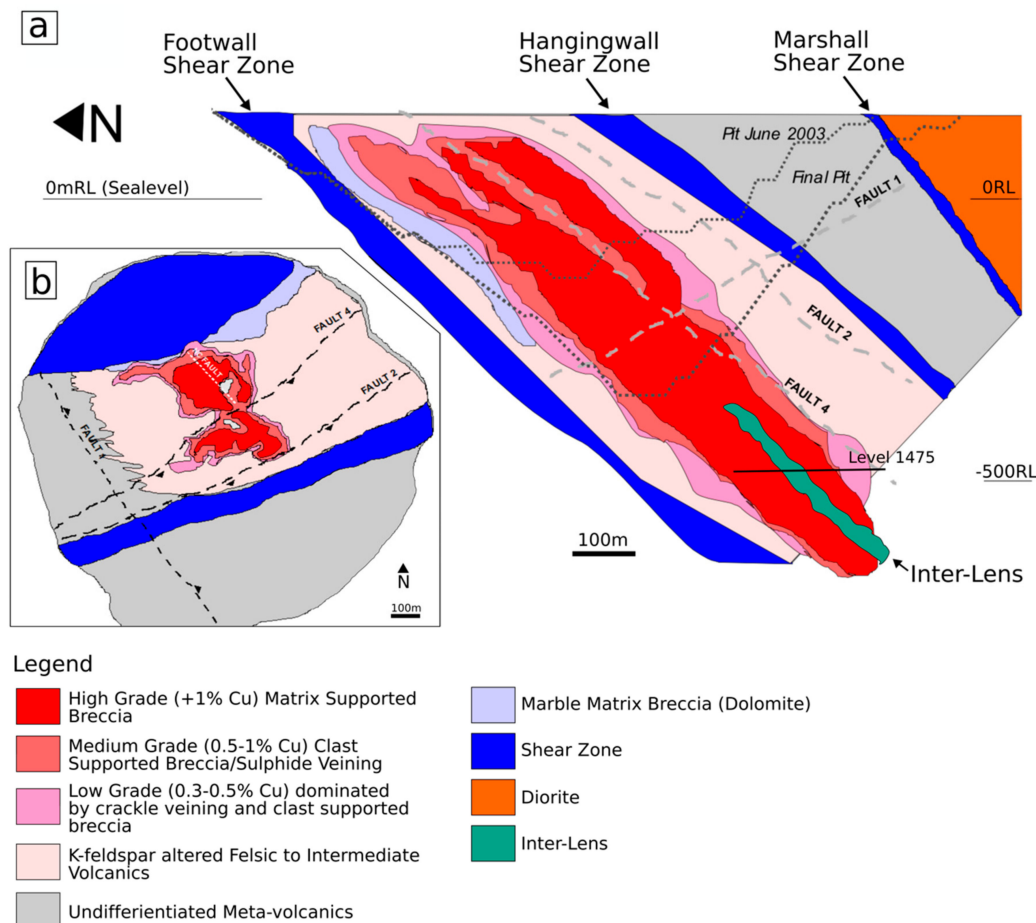 a
Footwall
Shear Zone
Hangingwall
Shear Zone
Marshall
Shear Zone
N
Pit June 2003
0mRL (Sealevel)
Final Pit
0RL
FAULT 1
b
FAULT 4
FAULT 2
FAULT 2
FAULT 4
Level 1475
-500RL
100m
Inter-Lens
N
100m
Legend
High Grade (+1% Cu) Matrix Supported
Breccia
Medium Grade (0.5-1% Cu) Clast
Supported Breccia/Sulphide Veining
Low Grade (0.3-0.5% Cu) dominated
by crackle veining and clast supported
breccia
K-feldspar altered Felsic to Intermediate
Volcanics
Undifferientiated Meta-volcanics
Marble Matrix Breccia (Dolomite)
Shear Zone
Diorite
Inter-Lens